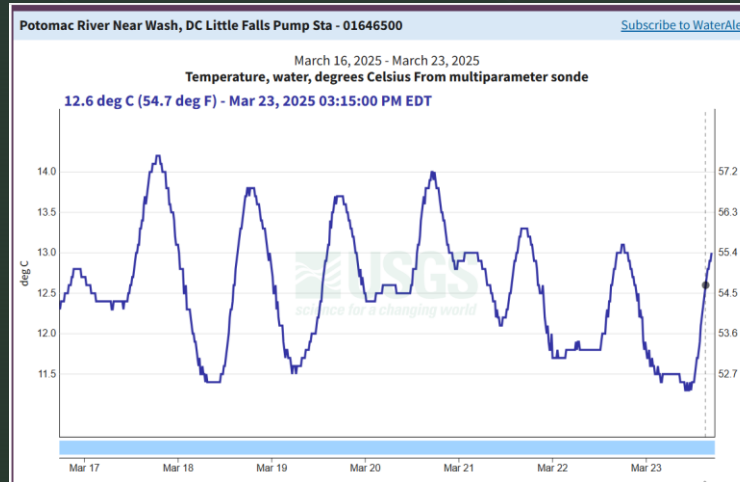 Potomac River Near Wash, DC Little Falls Pump Sta - 01646500
Subscribe to WaterAle
March 16, 2025 - March 23, 2025
Temperature, water, degrees Celsius From multiparameter sonde
12.6 deg C (54.7 deg F) - Mar 23, 2025 03:15:00 PM EDT
14.0
57.2
13.5
56.3
13.0
55.4
deg C
USGS
12.5
54.5
science for a changing world
12.0
53.6
11.5
52.7
Mar 17
Mar 18
Mar 19
Mar 20
Mar 21
Mar 22
Mar 23